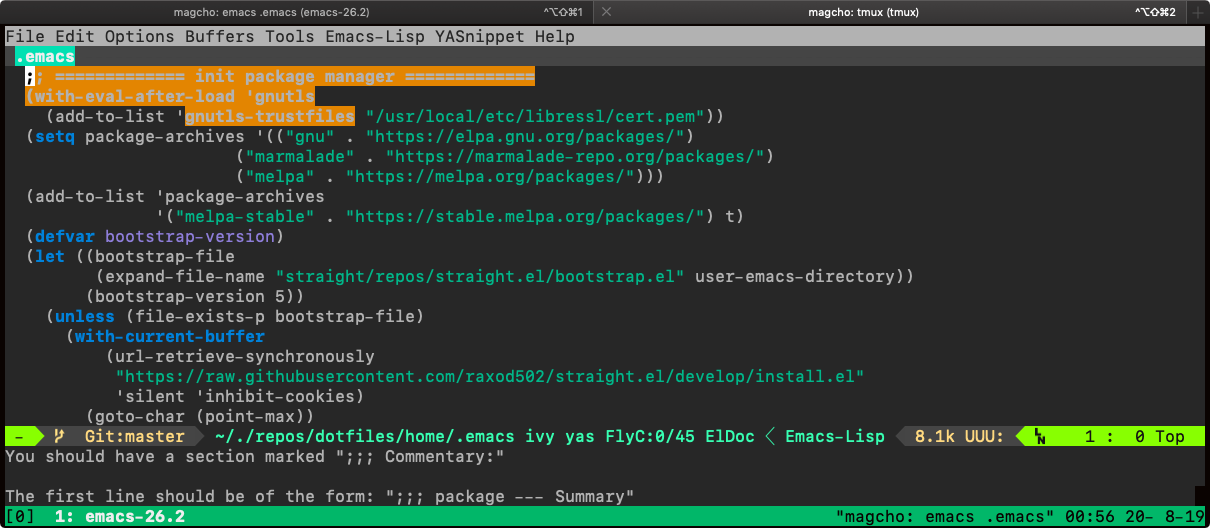 magcho: emacs .emacs (emacs-26.2) ^⌥⇧⌘1 magcho: tmux (tmux) ^⌥⇧⌘2
File Edit Options Buffers Tools Emacs-Lisp YASnippet Help
.emacs
;; ============= init package manager =============
(with-eval-after-load 'gnutls
(add-to-list 'gnutls-trustfiles "/usr/local/etc/libressl/cert.pem"))
(setq package-archives '(("gnu" . "https://elpa.gnu.org/packages/")
("marmalade" . "https://marmalade-repo.org/packages/")
("melpa" . "https://melpa.org/packages/")))
(add-to-list 'package-archives
'("melpa-stable" . "https://stable.melpa.org/packages/") t)
(defvar bootstrap-version)
(let ((bootstrap-file
(expand-file-name "straight/repos/straight.el/bootstrap.el" user-emacs-directory))
(bootstrap-version 5))
(unless (file-exists-p bootstrap-file)
(with-current-buffer
(url-retrieve-synchronously
"https://raw.githubusercontent.com/raxod502/straight.el/develop/install.el"
'silent 'inhibit-cookies)
(goto-char (point-max))
- Git:master ~/./repos/dotfiles/home/.emacs ivy yas FlyC:0/45 ElDoc Emacs-Lisp 8.1k UUU: LN 1 : 0 Top
You should have a section marked ";;; Commentary:"
The first line should be of the form: ";;; package --- Summary"
[0] 1: emacs-26.2 "magcho: emacs .emacs" 00:56 20- 8-19